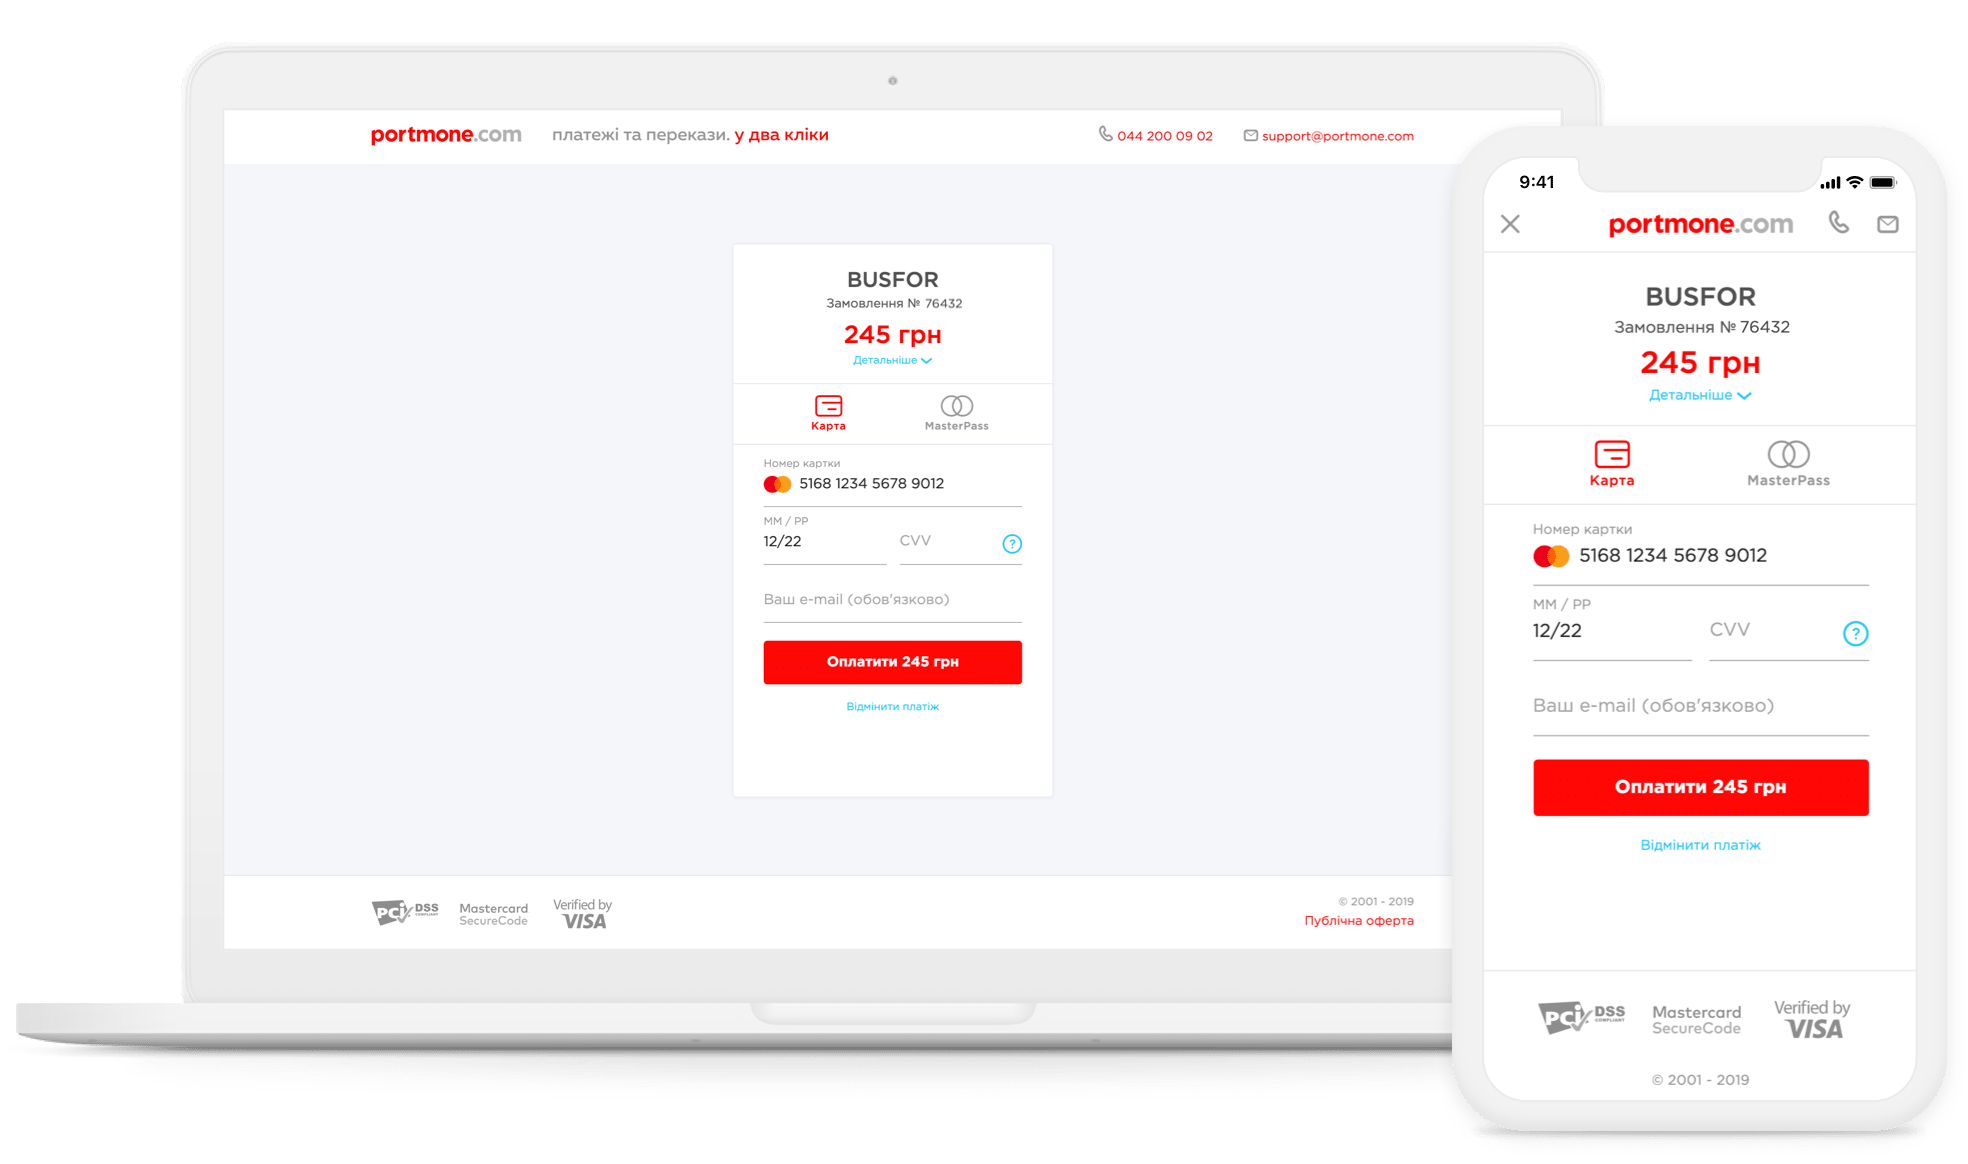 portmone.com
платежі та перекази. у два кліки
044 200 09 02
support@portmone.com
BUSFOR
Замовлення № 76432
245 грн
Детальніше
Карта
MasterPass
Номер картки
5168 1234 5678 9012
ММ / РР
12/22
CVV
?
Ваш e-mail (обов'язково)
Оплатити 245 грн
Відмінити платіж
PCI DSS
COMPLIANT
Mastercard
SecureCode
Verified by
VISA
© 2001 - 2019
Публічна оферта
9:41
portmone.com
BUSFOR
Замовлення № 76432
245 грн
Детальніше
Карта
MasterPass
Номер картки
5168 1234 5678 9012
ММ / РР
12/22
CVV
?
Ваш e-mail (обов'язково)
Оплатити 245 грн
Відмінити платіж
PCI DSS
COMPLIANT
Mastercard
SecureCode
Verified by
VISA
© 2001 - 2019